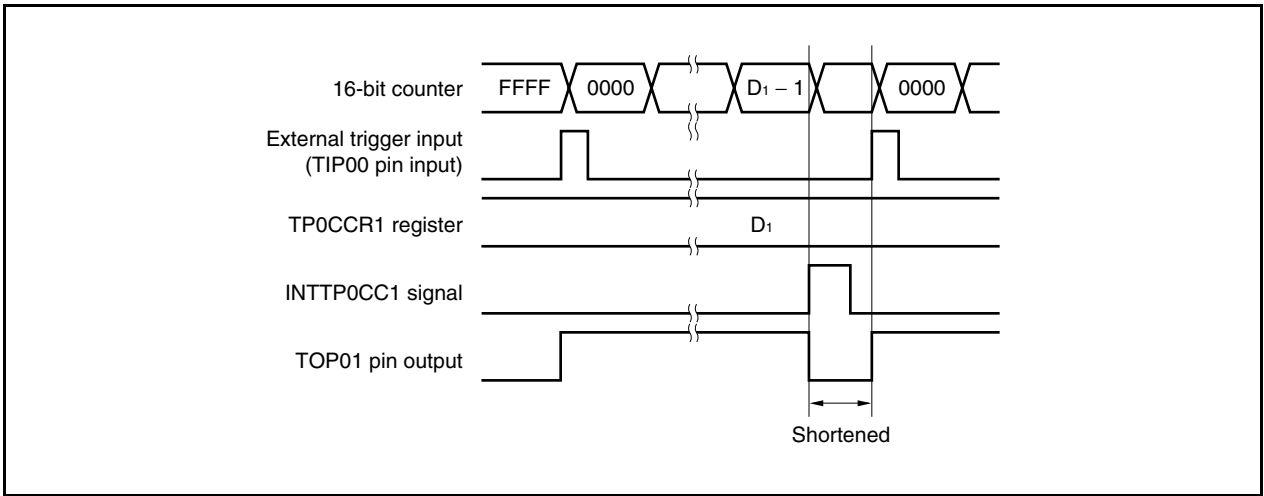 16-bit counter FFFF 0000 D1 – 1 0000
External trigger input
(TIP00 pin input)
TP0CCR1 register D1
INTTP0CC1 signal
TOP01 pin output
Shortened